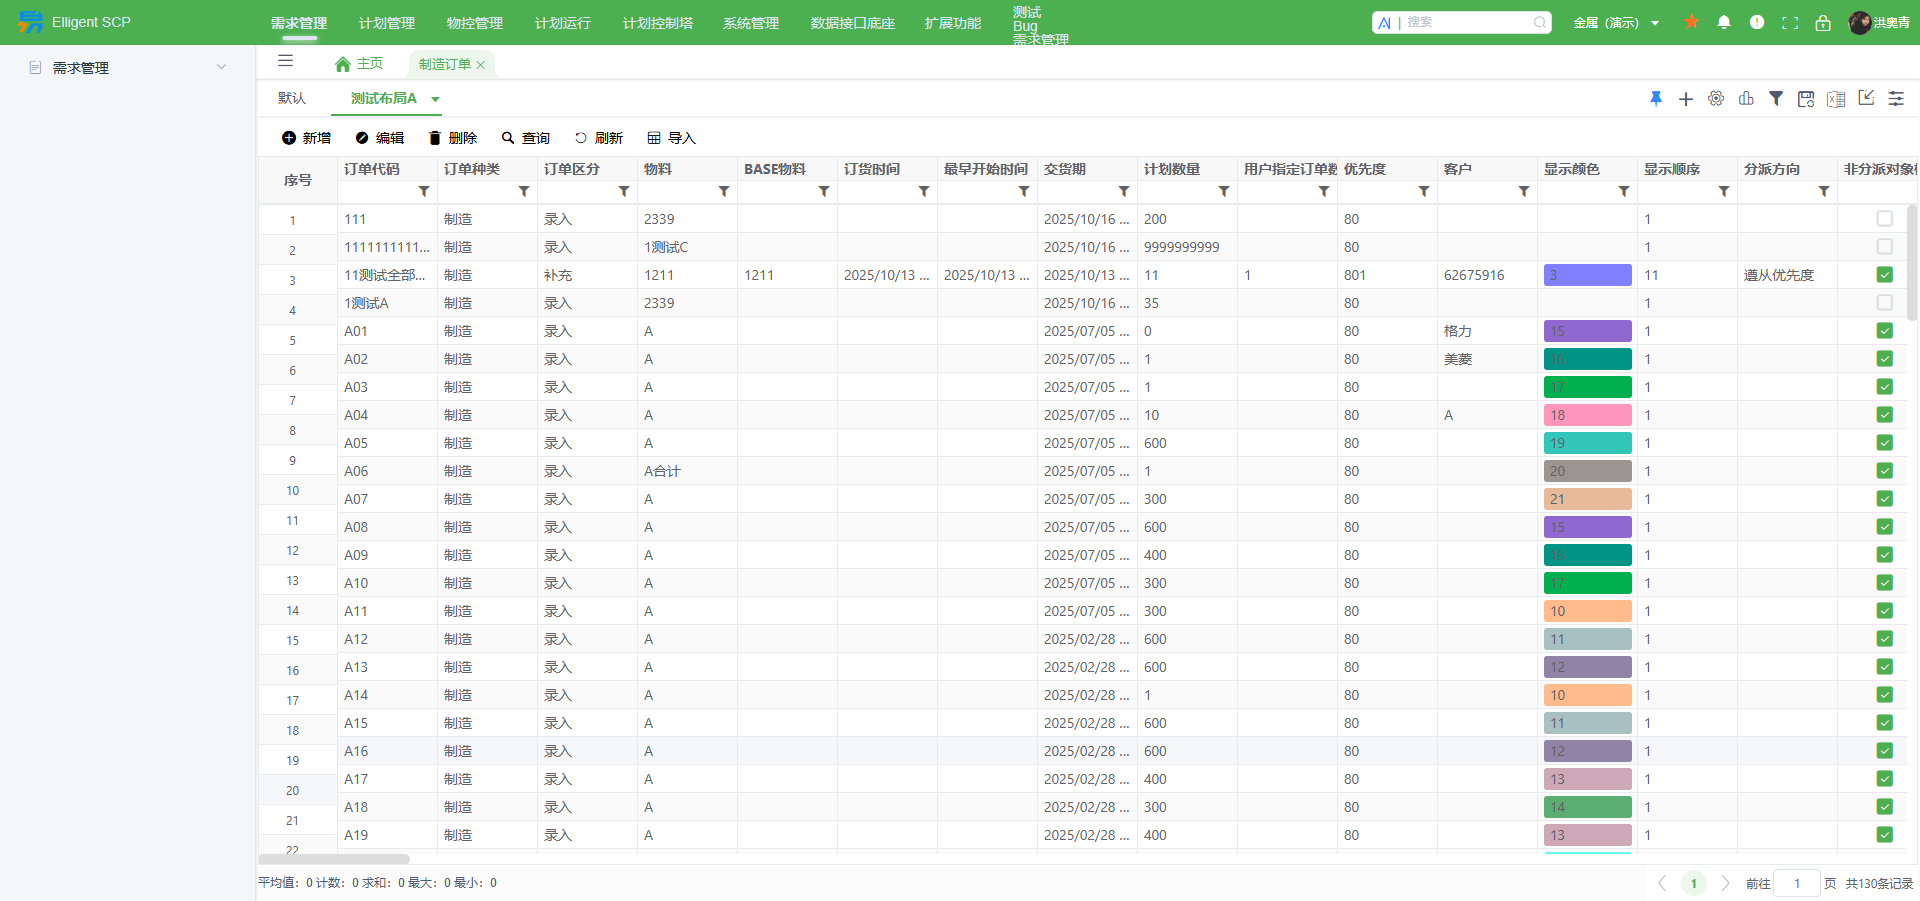 Elligent SCP 需求管理 计划管理 物控管理 计划运行 计划控制塔 系统管理 数据接口底座 扩展功能 测试 Bug 需求管理 搜索 金属（演示） 洪奥青
需求管理
主页 制造订单
默认 测试布局A
新增 编辑 删除 查询 刷新 导入
序号 订单代码 订单种类 订单区分 物料 BASE物料 订货时间 最早开始时间 交货期 计划数量 用户指定订单数 优先度 客户 显示颜色 显示顺序 分派方向 非分派对象
1 111 制造 录入 2339 2025/10/16 ... 200 80 1
2 1111111111... 制造 录入 1测试C 2025/10/16 ... 9999999999 80 1
3 11测试全部... 制造 补充 1211 1211 2025/10/13 ... 2025/10/13 ... 2025/10/13 ... 11 1 801 62675916 3 11 遵从优先度
4 1测试A 制造 录入 2339 2025/10/16 ... 35 80 1
5 A01 制造 录入 A 2025/07/05 ... 0 80 格力 15 1
6 A02 制造 录入 A 2025/07/05 ... 1 80 美菱 16 1
7 A03 制造 录入 A 2025/07/05 ... 1 80 17 1
8 A04 制造 录入 A 2025/07/05 ... 10 80 A 18 1
9 A05 制造 录入 A 2025/07/05 ... 600 80 19 1
10 A06 制造 录入 A合计 2025/07/05 ... 1 80 20 1
11 A07 制造 录入 A 2025/07/05 ... 300 80 21 1
12 A08 制造 录入 A 2025/07/05 ... 600 80 15 1
13 A09 制造 录入 A 2025/07/05 ... 400 80 16 1
14 A10 制造 录入 A 2025/07/05 ... 300 80 17 1
15 A11 制造 录入 A 2025/07/05 ... 300 80 10 1
16 A12 制造 录入 A 2025/02/28 ... 600 80 11 1
17 A13 制造 录入 A 2025/02/28 ... 600 80 12 1
18 A14 制造 录入 A 2025/02/28 ... 1 80 10 1
19 A15 制造 录入 A 2025/02/28 ... 600 80 11 1
20 A16 制造 录入 A 2025/02/28 ... 600 80 12 1
21 A17 制造 录入 A 2025/02/28 ... 400 80 13 1
22 A18 制造 录入 A 2025/02/28 ... 300 80 14 1
A19 制造 录入 A 2025/02/28 ... 400 80 13 1
平均值：0 计数：0 求和：0 最大：0 最小：0 1 前往 1 页 共130条记录